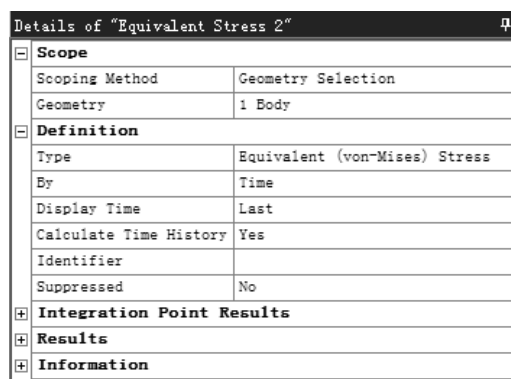 Details of "Equivalent Stress 2"
Scope
Scoping Method Geometry Selection
Geometry 1 Body
Definition
Type Equivalent (von-Mises) Stress
By Time
Display Time Last
Calculate Time History Yes
Identifier
Suppressed No
Integration Point Results
Results
Information